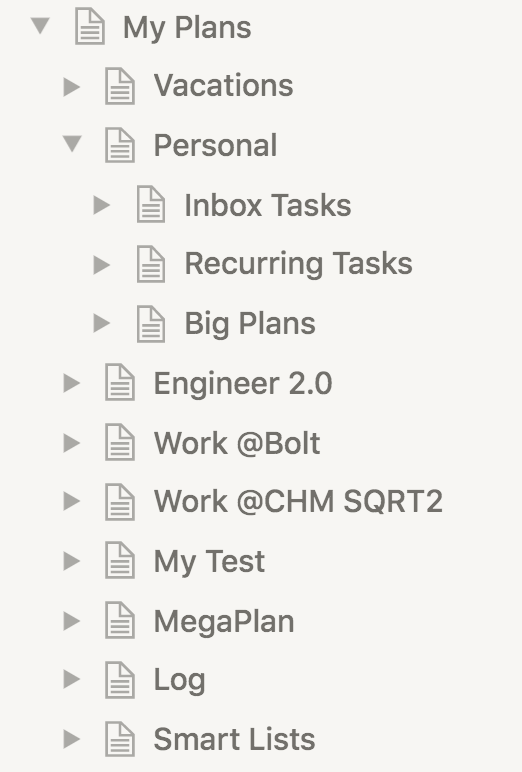 My Plans
Vacations
Personal
Inbox Tasks
Recurring Tasks
Big Plans
Engineer 2.0
Work @Bolt
Work @CHM SQRT2
My Test
MegaPlan
Log
Smart Lists